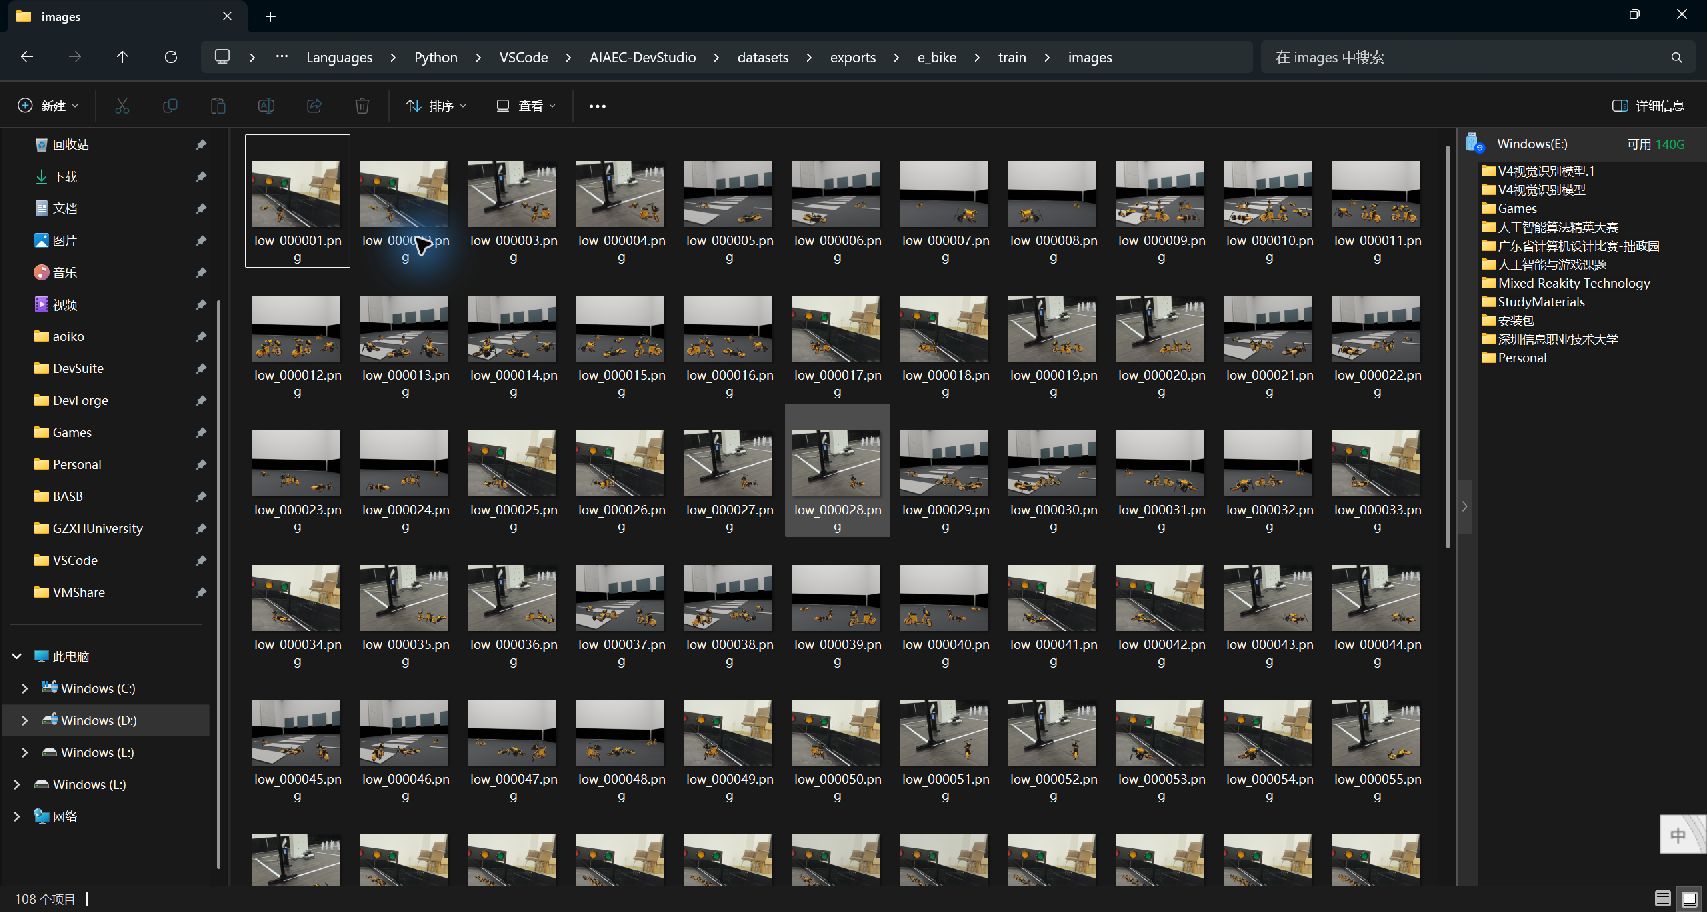 images
Languages
Python
VSCode
AIAEC-DevStudio
datasets
exports
e_bike
train
images
在 images 中搜索
新建
排序
查看
详细信息
回收站
下载
文档
图片
音乐
视频
aoiko
DevSuite
DevForge
Games
Personal
BASB
GZXHUniversity
VSCode
VMShare
此电脑
Windows (C:)
Windows (D:)
Windows (E:)
Windows (E:)
网络
low_000001.png
low_000003.png
low_000004.png
low_000005.png
low_000006.png
low_000007.png
low_000008.png
low_000009.png
low_000010.png
low_000011.png
low_000012.png
low_000013.png
low_000014.png
low_000015.png
low_000016.png
low_000017.png
low_000018.png
low_000019.png
low_000020.png
low_000021.png
low_000022.png
low_000023.png
low_000024.png
low_000025.png
low_000026.png
low_000027.png
low_000028.png
low_000029.png
low_000030.png
low_000031.png
low_000032.png
low_000033.png
low_000034.png
low_000035.png
low_000036.png
low_000037.png
low_000038.png
low_000039.png
low_000040.png
low_000041.png
low_000042.png
low_000043.png
low_000044.png
low_000045.png
low_000046.png
low_000047.png
low_000048.png
low_000049.png
low_000050.png
low_000051.png
low_000052.png
low_000053.png
low_000054.png
low_000055.png
Windows(E:) 可用 140G
V4视觉识别模型.1
V4视觉识别模型
Games
人工智能算法精英大赛
广东省计算机设计比赛-拙政园
人工智能与游戏课题
Mixed Reakity Technology
StudyMaterials
安装包
深圳信息职业技术大学
Personal
中
108 个项目